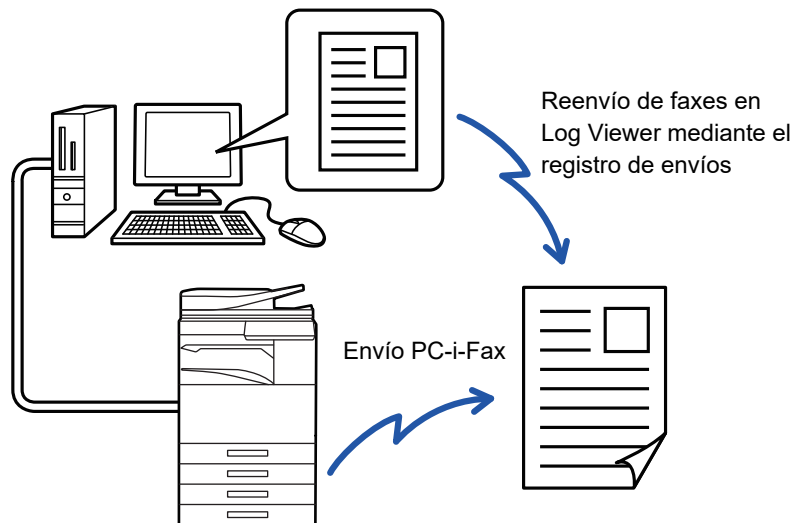 Reenvío de faxes en
Log Viewer mediante el
registro de envíos
Envío PC-i-Fax